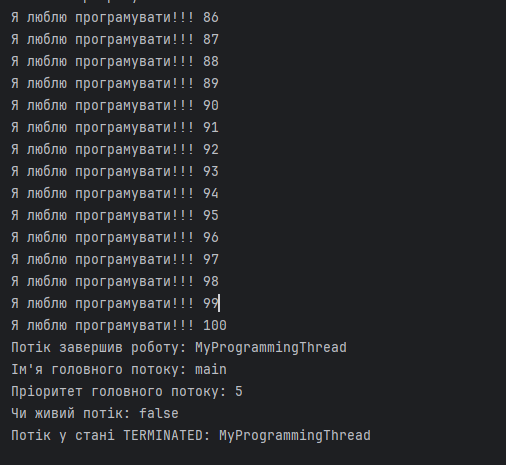 Я люблю програмувати!!! 86
Я люблю програмувати!!! 87
Я люблю програмувати!!! 88
Я люблю програмувати!!! 89
Я люблю програмувати!!! 90
Я люблю програмувати!!! 91
Я люблю програмувати!!! 92
Я люблю програмувати!!! 93
Я люблю програмувати!!! 94
Я люблю програмувати!!! 95
Я люблю програмувати!!! 96
Я люблю програмувати!!! 97
Я люблю програмувати!!! 98
Я люблю програмувати!!! 99
Я люблю програмувати!!! 100
Потік завершив роботу: MyProgrammingThread
Ім'я головного потоку: main
Пріоритет головного потоку: 5
Чи живий потік: false
Потік у стані TERMINATED: MyProgrammingThread